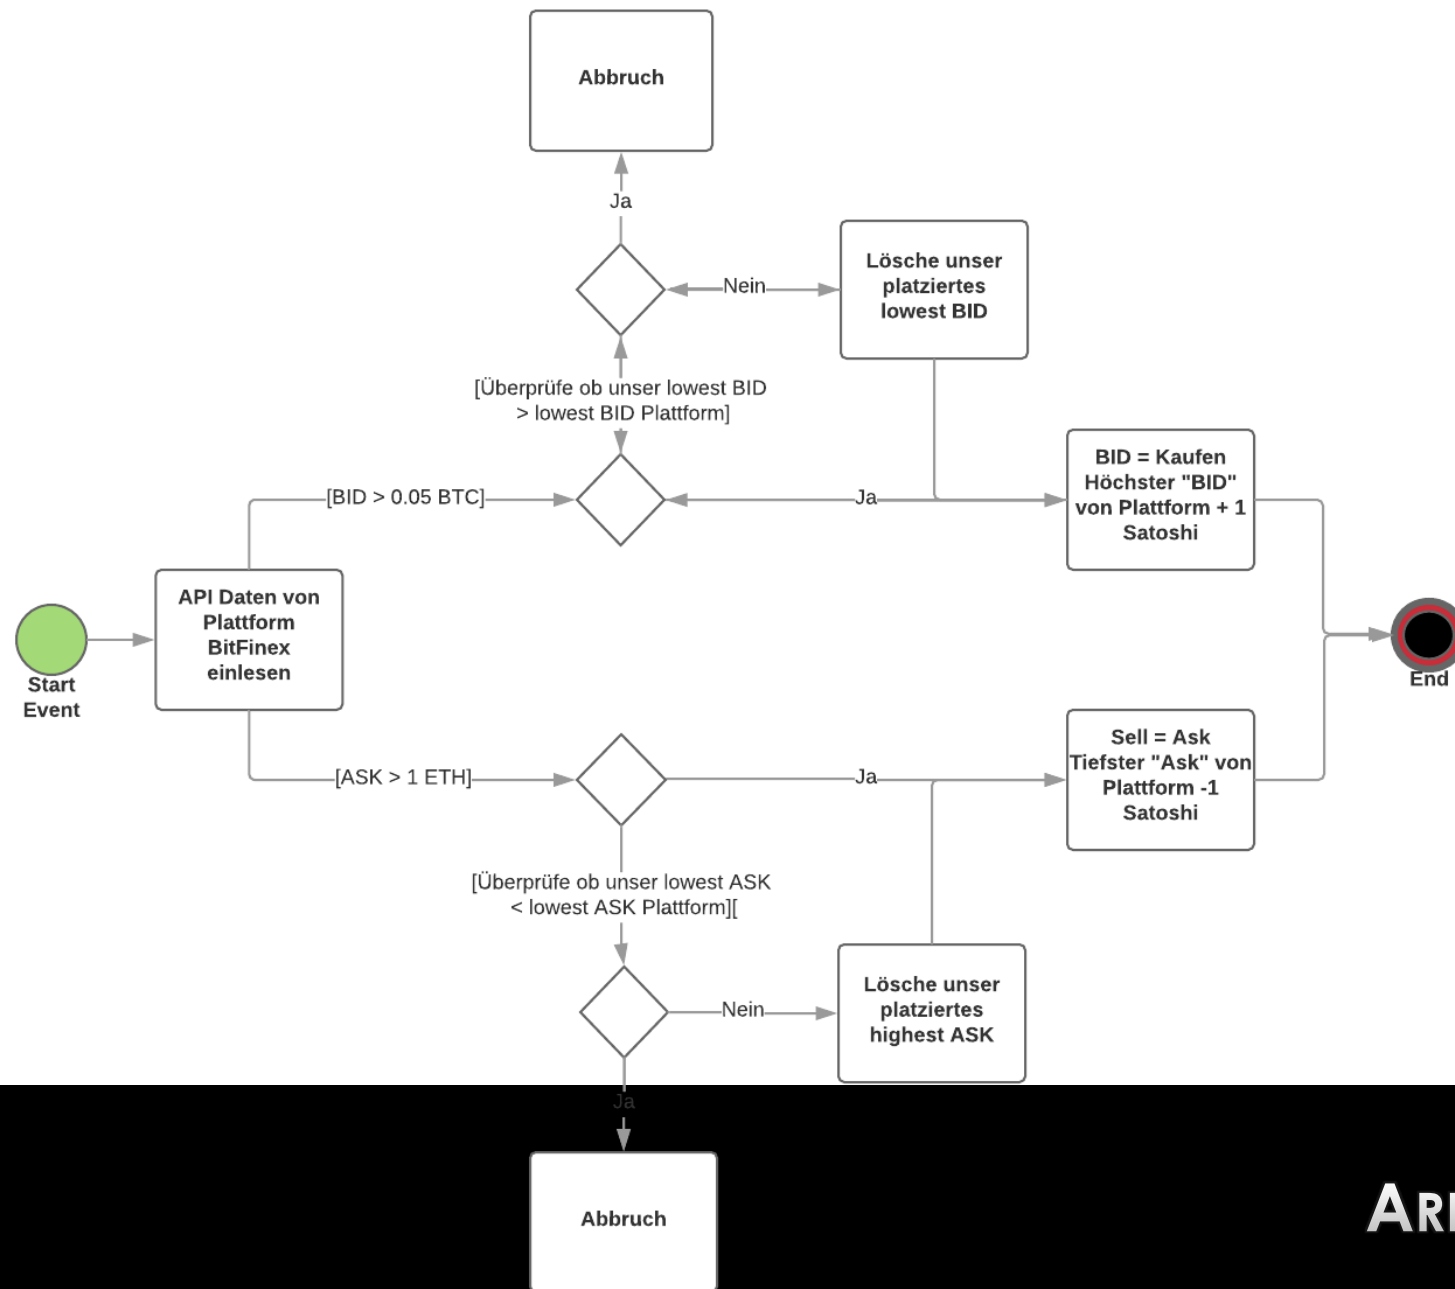 Abbruch
Ja
Nein
Lösche unser
platziertes
lowest BID
[Überprüfe ob unser lowest BID
> lowest BID Plattform]
[BID > 0.05 BTC]
Ja
BID = Kaufen
Höchster "BID"
von Plattform + 1
Satoshi
API Daten von
Plattform
BitFinex
einlesen
Start
Event
End
[ASK > 1 ETH]
Ja
Sell = Ask
Tiefster "Ask" von
Plattform -1
Satoshi
[Überprüfe ob unser lowest ASK
< lowest ASK Plattform][
Nein
Lösche unser
platziertes
highest ASK
Ja
Abbruch